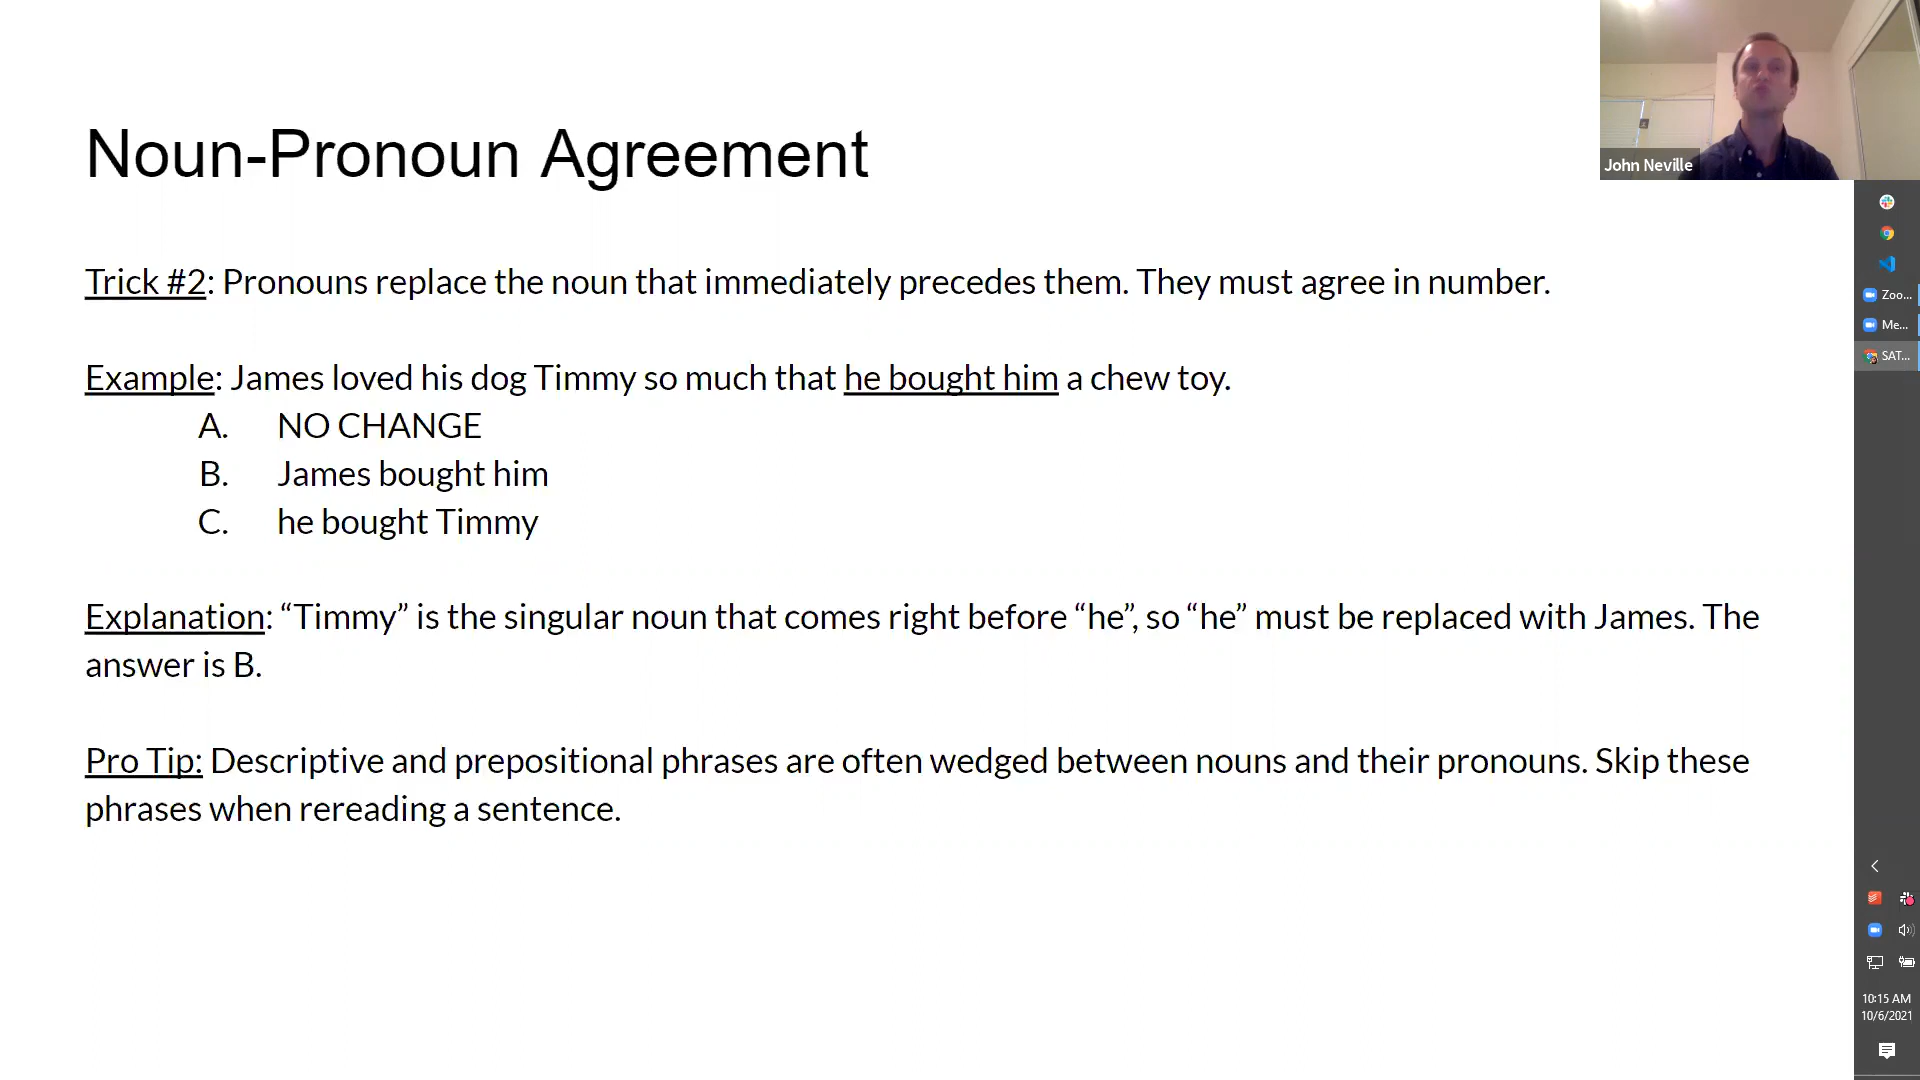 Noun-Pronoun Agreement
John Neville
Trick #2: Pronouns replace the noun that immediately precedes them. They must agree in number.
Example: James loved his dog Timmy so much that he bought him a chew toy.
A. NO CHANGE
B. James bought him
C. he bought Timmy
Explanation: “Timmy” is the singular noun that comes right before “he”, so “he” must be replaced with James. The
answer is B.
Pro Tip: Descriptive and prepositional phrases are often wedged between nouns and their pronouns. Skip these
phrases when rereading a sentence.
Zoo...
Me...
SAT...
10:15 AM
10/6/2021